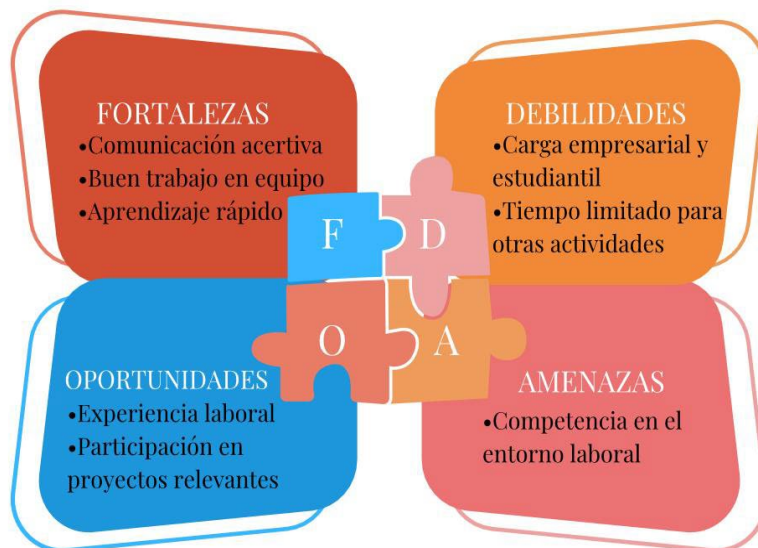 FORTALEZAS
•Comunicación acertiva
•Buen trabajo en equipo
•Aprendizaje rápido
DEBILIDADES
•Carga empresarial y
estudiantil
•Tiempo limitado para
otras actividades
F
D
O
A
OPORTUNIDADES
•Experiencia laboral
•Participación en
proyectos relevantes
AMENAZAS
•Competencia en el
entorno laboral